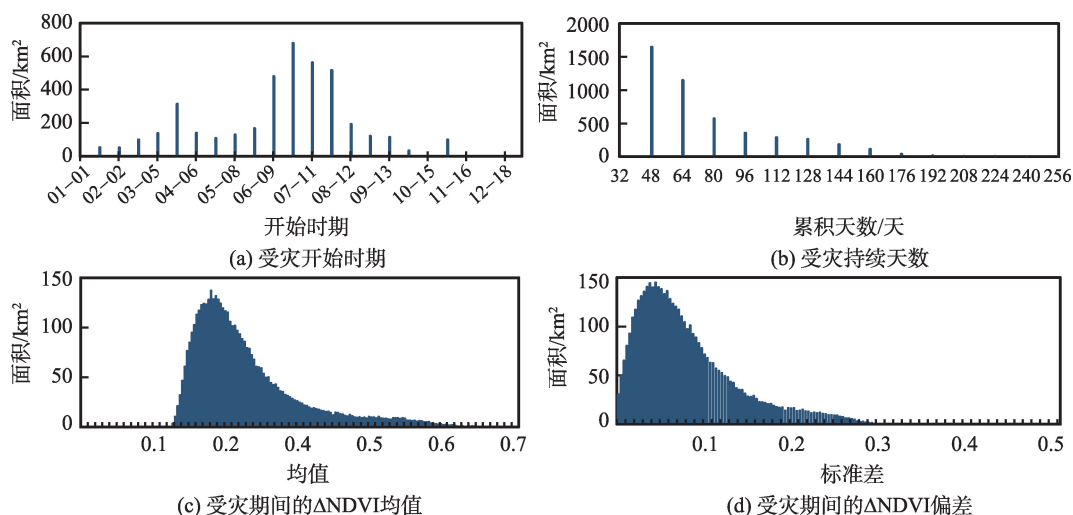 800
600
400
200
0
面积/km²
01-01 02-02 03-05 04-06 05-08 06-09 07-11 08-12 09-13 10-15 11-16 12-18
开始时期
(a) 受灾开始时期
2000
1500
1000
500
0
面积/km²
32 48 64 80 96 112 128 144 160 176 192 208 224 240 256
累积天数/天
(b) 受灾持续天数
150
100
50
0
面积/km²
0.1 0.2 0.4 0.5 0.6 0.7
均值
(c) 受灾期间的ΔNDVI均值
150
100
50
0
面积/km²
0.1 0.2 0.3 0.4 0.5
标准差
(d) 受灾期间的ΔNDVI偏差